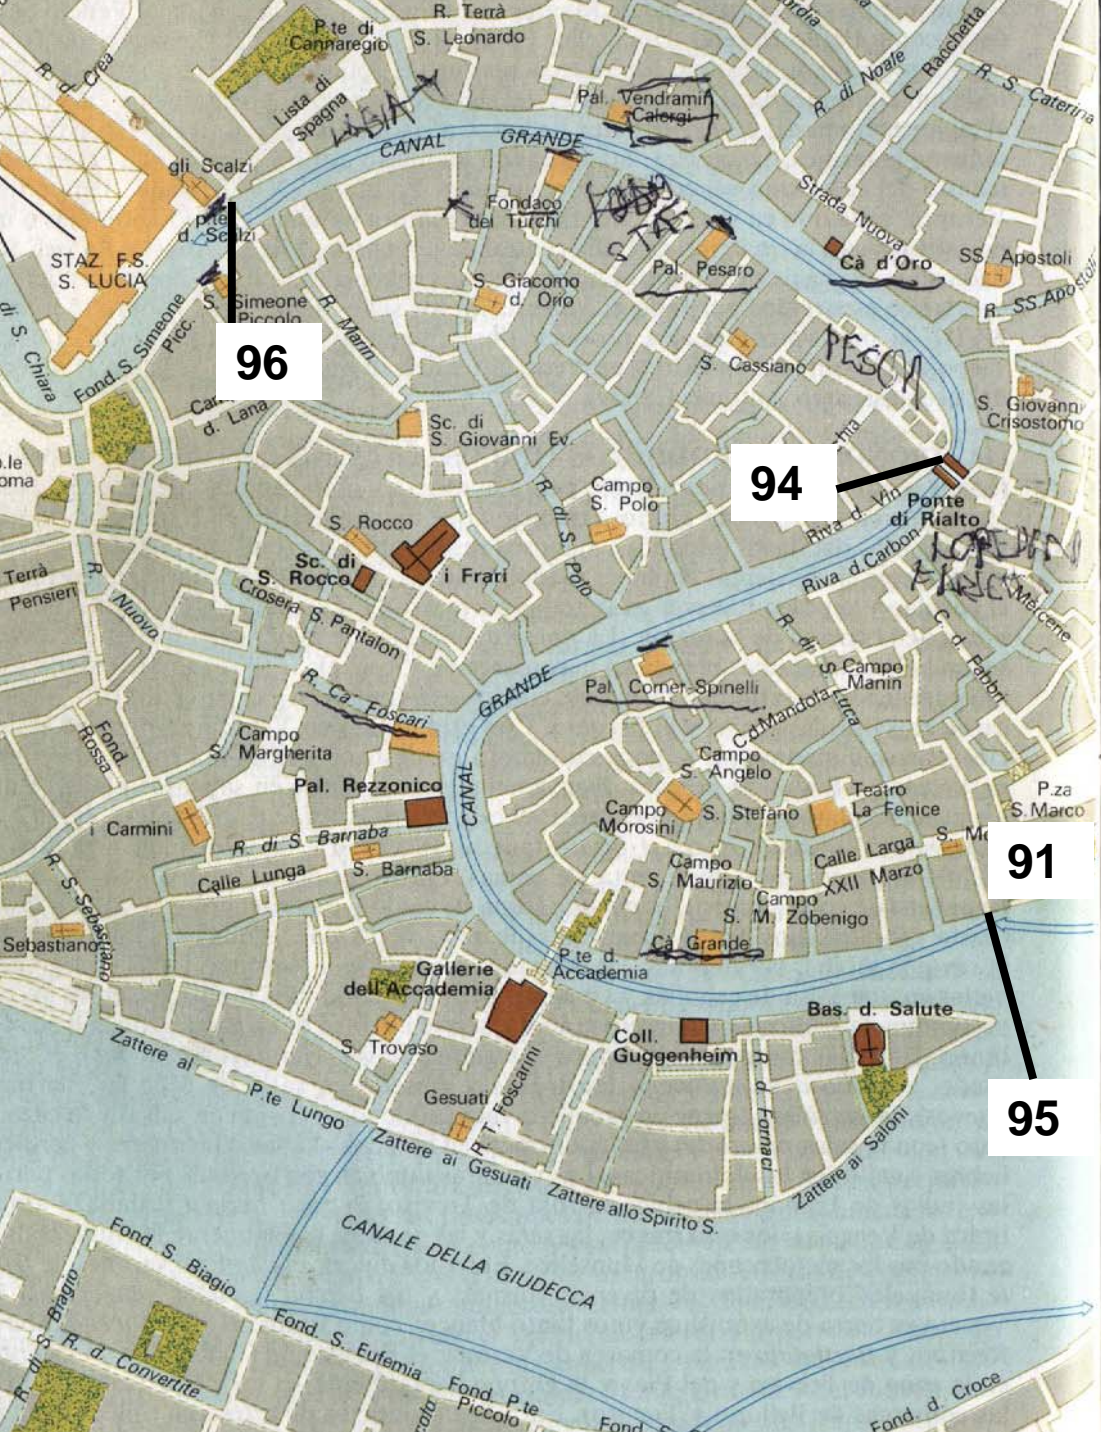 P.te di
Cannaregio
R. Terrà
S. Leonardo
R. d. Crea
Lista di
Spagna
R. di Noale
C. Racchetta
R. S. Caterina
Pal. Vendramin
Calergi
CANAL GRANDE
gli Scalzi
p.te
d. Scalzi
Fondaco
dei Turchi
Strada Nuova
STAZ. F.S.
S. LUCIA
SS. Apostoli
Cà d'Oro
Pal. Pesaro
S. Giacomo
d. Orio
R. SS. Apostoli
S. Simeone
Piccolo
R. Marin
di S. Chiara
Fond. S. Simeone
Picc.
96
PESCA
S. Cassiano
S. Giovanni
Crisostomo
d. Lana
Sc. di
S. Giovanni Ev.
94
Campo
S. Polo
R. di S. Polo
Riva d. Vin
Ponte
di Rialto
S. Rocco
Sc. di
S. Rocco
i Frari
Riva d. Carbon
Terrà
Pensieri
R. Nuovo
Crosera S. Pantalon
Mercerie
C. d. Fabbri
R. di S. Luca
Campo
Manin
R. Ca' Foscari
CANAL GRANDE
Pal. Corner-Spinelli
C.d.Mandola
Fond.
Rossa
Campo
S. Margherita
Campo
S. Angelo
Pal. Rezzonico
Campo
Morosini
S. Stefano
Teatro
La Fenice
P.za
S. Marco
i Carmini
R. di S. Barnaba
S. Barnaba
Calle Lunga
Calle Larga
XXII Marzo
91
R. S. Sebastiano
Campo
S. Maurizio
Campo
S. M. Zobenigo
Sebastiano
Cà Grande
P.te d.
Accademia
Gallerie
dell'Accademia
Bas. d. Salute
S. Trovaso
Coll.
Guggenheim
95
Zattere al P.te Lungo
Gesuati
R. T. Foscarini
R. d. Fornaci
Zattere ai Gesuati
Zattere allo Spirito S.
Zattere ai Saloni
CANALE DELLA GIUDECCA
Fond. S. Biagio
R. di S. Biagio
R. d. Convertite
Fond. S. Eufemia
Fond. P.te
Piccolo
Fond. S.
Fond. d. Croce